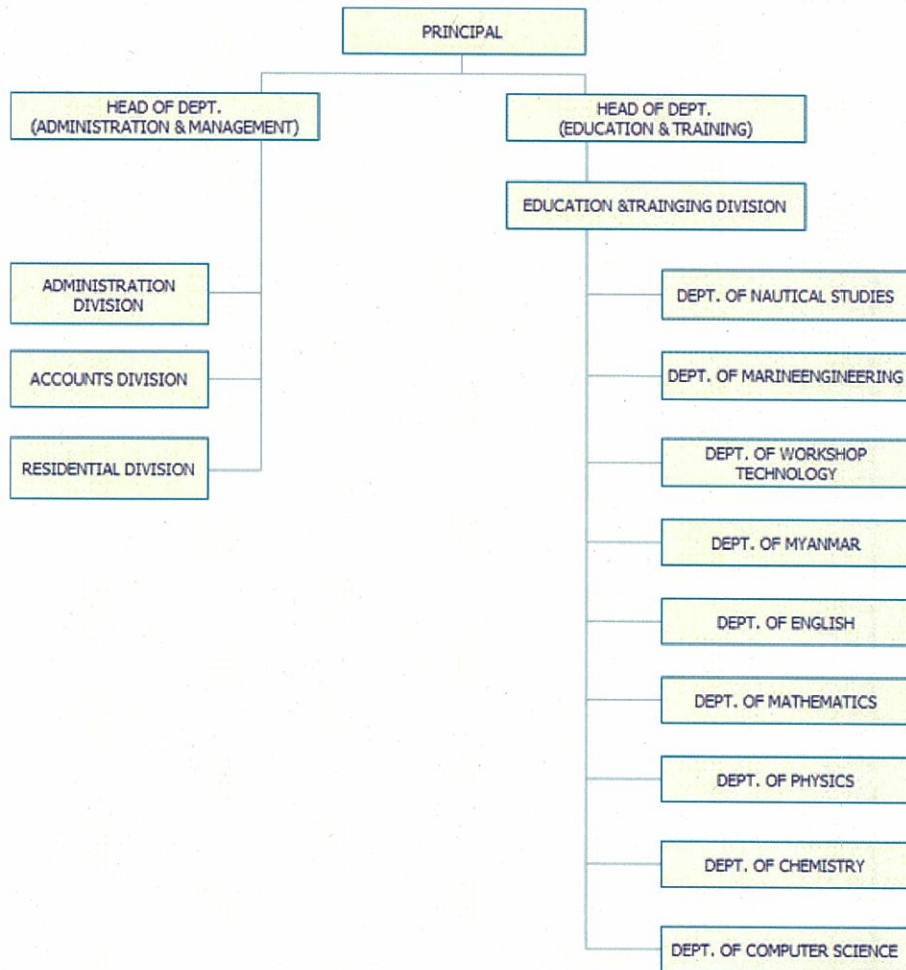 PRINCIPAL
HEAD OF DEPT.
(ADMINISTRATION & MANAGEMENT)
HEAD OF DEPT.
(EDUCATION & TRAINING)
EDUCATION &TRAINGING DIVISION
ADMINISTRATION
DIVISION
ACCOUNTS DIVISION
RESIDENTIAL DIVISION
DEPT. OF NAUTICAL STUDIES
DEPT. OF MARINEENGINEERING
DEPT. OF WORKSHOP
TECHNOLOGY
DEPT. OF MYANMAR
DEPT. OF ENGLISH
DEPT. OF MATHEMATICS
DEPT. OF PHYSICS
DEPT. OF CHEMISTRY
DEPT. OF COMPUTER SCIENCE